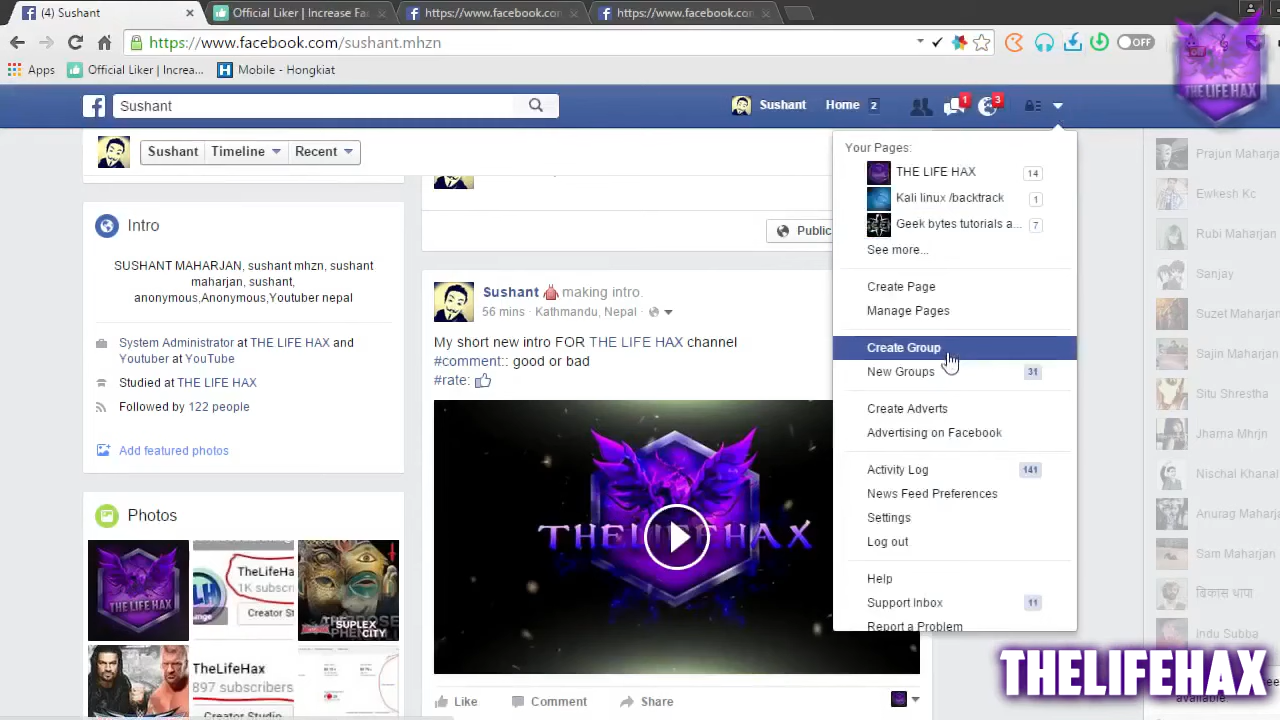 (4) Sushant
Official Liker | Increase Fa
https://www.facebook.com/
https://www.facebook.com/
https://www.facebook.com/sushant.mhzn
OFF
Apps
Official Liker | Increa...
Mobile - Hongkiat
THE LIFE HAX
Sushant
Sushant
Home 2
1
3
Sushant
Timeline
Recent
Your Pages:
THE LIFE HAX 14
Kali linux /backtrack 1
Geek bytes tutorials a... 7
See more...
Create Page
Manage Pages
Create Group
New Groups 31
Create Adverts
Advertising on Facebook
Activity Log 141
News Feed Preferences
Settings
Log out
Help
Support Inbox 11
Report a Problem
Intro
SUSHANT MAHARJAN, sushant mhzn, sushant
maharjan, sushant,
anonymous,Anonymous,Youtuber nepal
System Administrator at THE LIFE HAX and
Youtuber at YouTube
Studied at THE LIFE HAX
Followed by 122 people
Add featured photos
Photos
THE LIFE HAX
TheLifeHa
1K subscr
Creator St
SUPLEX
CITY
TheLifeHax
897 subscribers
Creator Studio
Public
Sushant making intro.
56 mins · Kathmandu, Nepal ·
My short new intro FOR THE LIFE HAX channel
#comment:: good or bad
#rate:
THELIFEHAX
Like
Comment
Share
Prajun Maharjan
Ewkesh Kc
Rubi Maharjan
Sanjay
Suzet Maharjan
Sajin Maharjan
Situ Shrestha
Jharna Mhrjn
Nischal Khanal
Anurag Maharja
Sam Maharjan
विकास थापा
Indu Subba
THELIFEHAX
available.